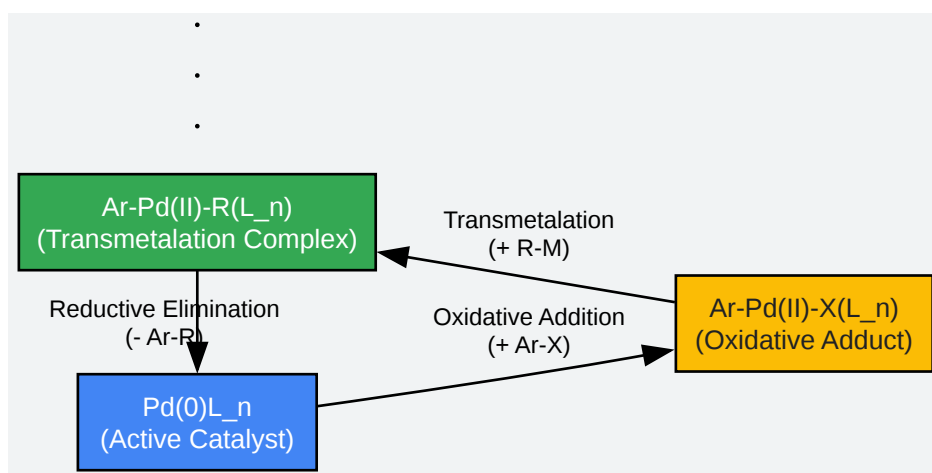 Ar-Pd(II)-R(L_n)
(Transmetalation Complex)
Transmetalation
(+ R-M)
Reductive Elimination
(- Ar-R)
Oxidative Addition
(+ Ar-X)
Ar-Pd(II)-X(L_n)
(Oxidative Adduct)
Pd(0)L_n
(Active Catalyst)